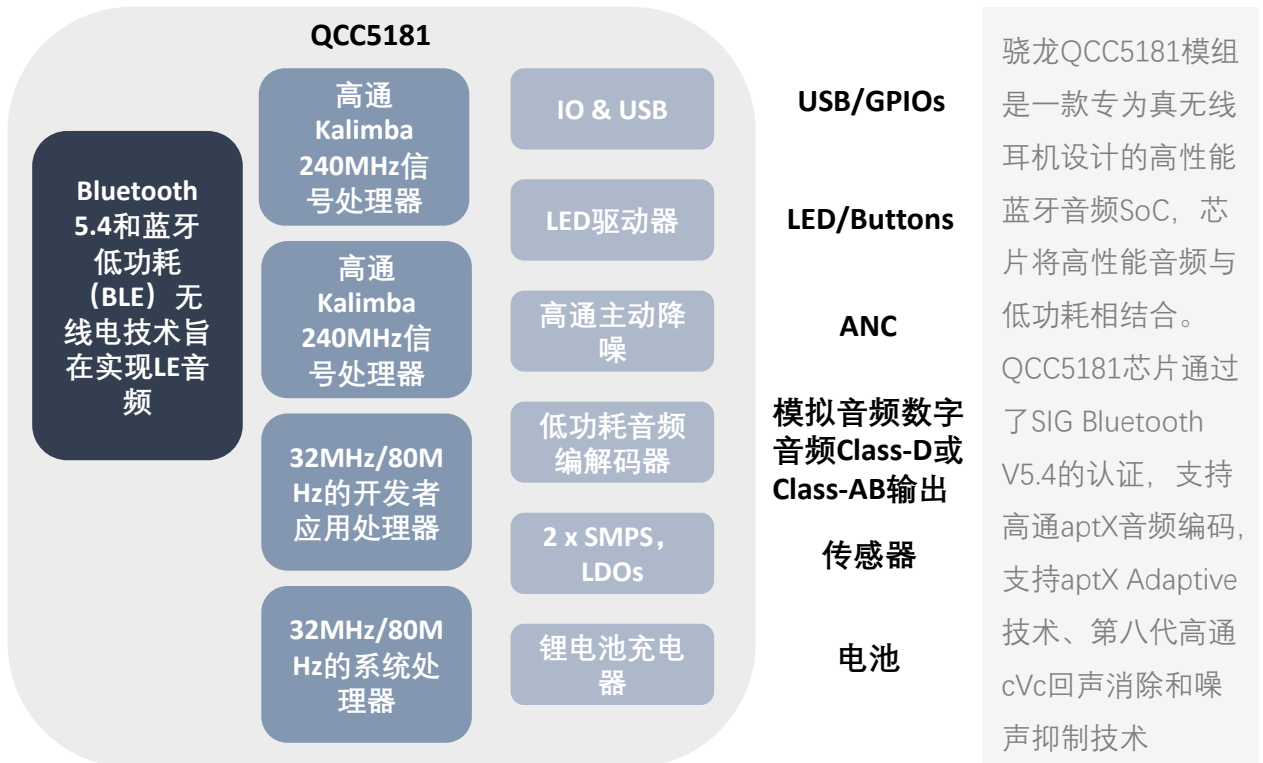 QCC5181
Bluetooth
5.4和蓝牙
低功耗
（BLE）无
线电技术旨
在实现LE音
频
高通
Kalimba
240MHz信
号处理器
高通
Kalimba
240MHz信
号处理器
32MHz/80M
Hz的开发者
应用处理器
32MHz/80M
Hz的系统处
理器
IO & USB
LED驱动器
高通主动降
噪
低功耗音频
编解码器
2 x SMPS，
LDOs
锂电池充电
器
USB/GPIOs
LED/Buttons
ANC
模拟音频数字
音频Class-D或
Class-AB输出
传感器
电池
骁龙QCC5181模组
是一款专为真无线
耳机设计的高性能
蓝牙音频SoC，芯
片将高性能音频与
低功耗相结合。
QCC5181芯片通过
了SIG Bluetooth
V5.4的认证，支持
高通aptX音频编码，
支持aptX Adaptive
技术、第八代高通
cVc回声消除和噪
声抑制技术